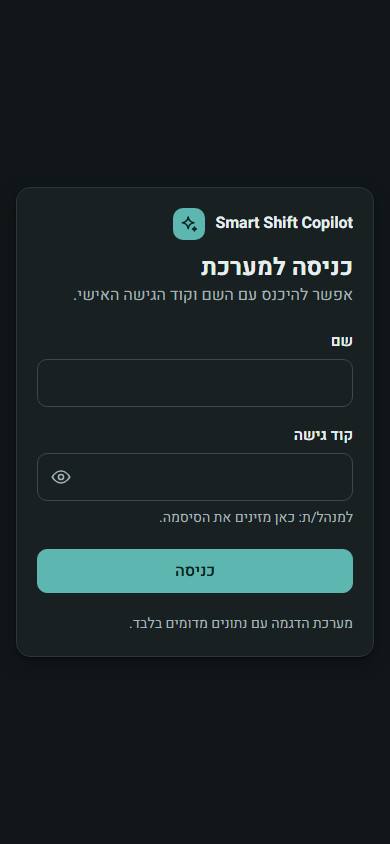 Smart Shift Copilot
כניסה למערכת
אפשר להיכנס עם השם וקוד הגישה האישי.
שם
קוד גישה
למנהל/ת: כאן מזינים את הסיסמה.
כניסה
מערכת הדגמה עם נתונים מדומים בלבד.